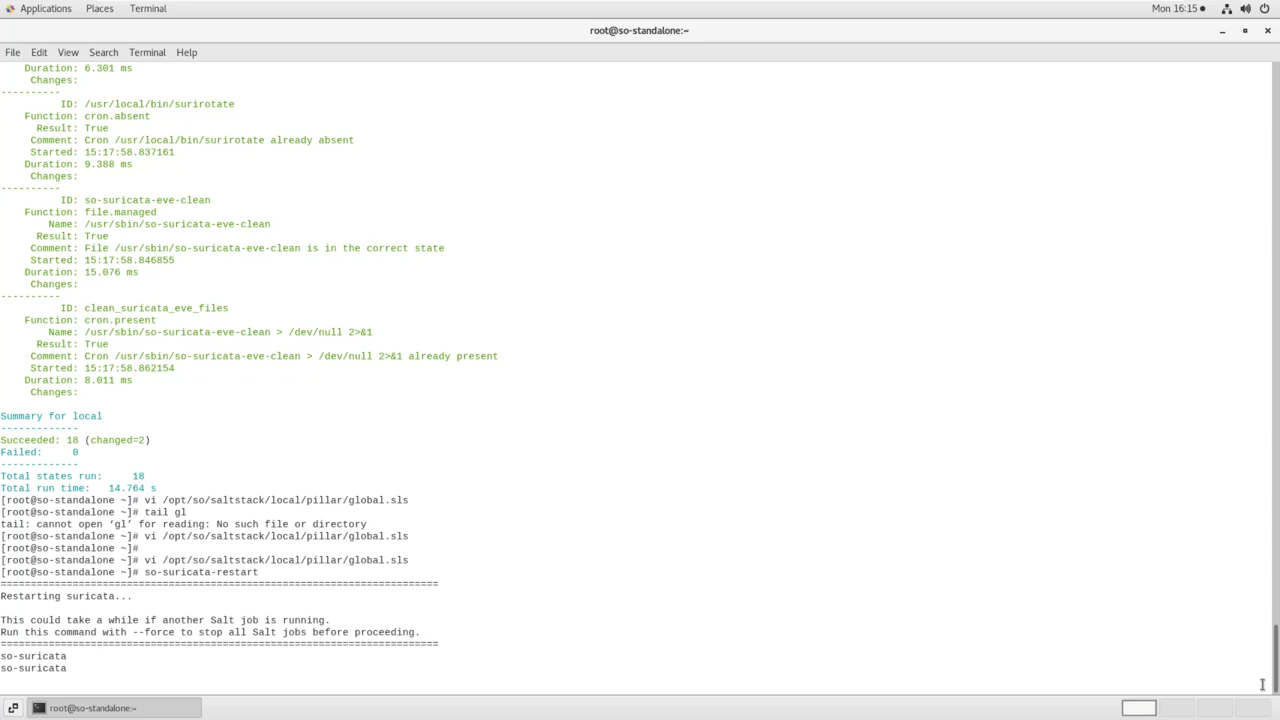 Applications Places Terminal Mon 16:15
root@so-standalone:~
File Edit View Search Terminal Help
Duration: 6.301 ms
Changes:
----------
ID: /usr/local/bin/surirotate
Function: cron.absent
Result: True
Comment: Cron /usr/local/bin/surirotate already absent
Started: 15:17:58.837161
Duration: 9.388 ms
Changes:
----------
ID: so-suricata-eve-clean
Function: file.managed
Name: /usr/sbin/so-suricata-eve-clean
Result: True
Comment: File /usr/sbin/so-suricata-eve-clean is in the correct state
Started: 15:17:58.846855
Duration: 15.076 ms
Changes:
----------
ID: clean_suricata_eve_files
Function: cron.present
Name: /usr/sbin/so-suricata-eve-clean > /dev/null 2>&1
Result: True
Comment: Cron /usr/sbin/so-suricata-eve-clean > /dev/null 2>&1 already present
Started: 15:17:58.862154
Duration: 8.011 ms
Changes:
Summary for local
-------------
Succeeded: 18 (changed=2)
Failed: 0
-------------
Total states run: 18
Total run time: 14.764 s
[root@so-standalone ~]# vi /opt/so/saltstack/local/pillar/global.sls
[root@so-standalone ~]# tail gl
tail: cannot open ‘gl’ for reading: No such file or directory
[root@so-standalone ~]# vi /opt/so/saltstack/local/pillar/global.sls
[root@so-standalone ~]#
[root@so-standalone ~]# vi /opt/so/saltstack/local/pillar/global.sls
[root@so-standalone ~]# so-suricata-restart
=========================================================================
Restarting suricata...
This could take a while if another Salt job is running.
Run this command with --force to stop all Salt jobs before proceeding.
=========================================================================
so-suricata
so-suricata
root@so-standalone:~